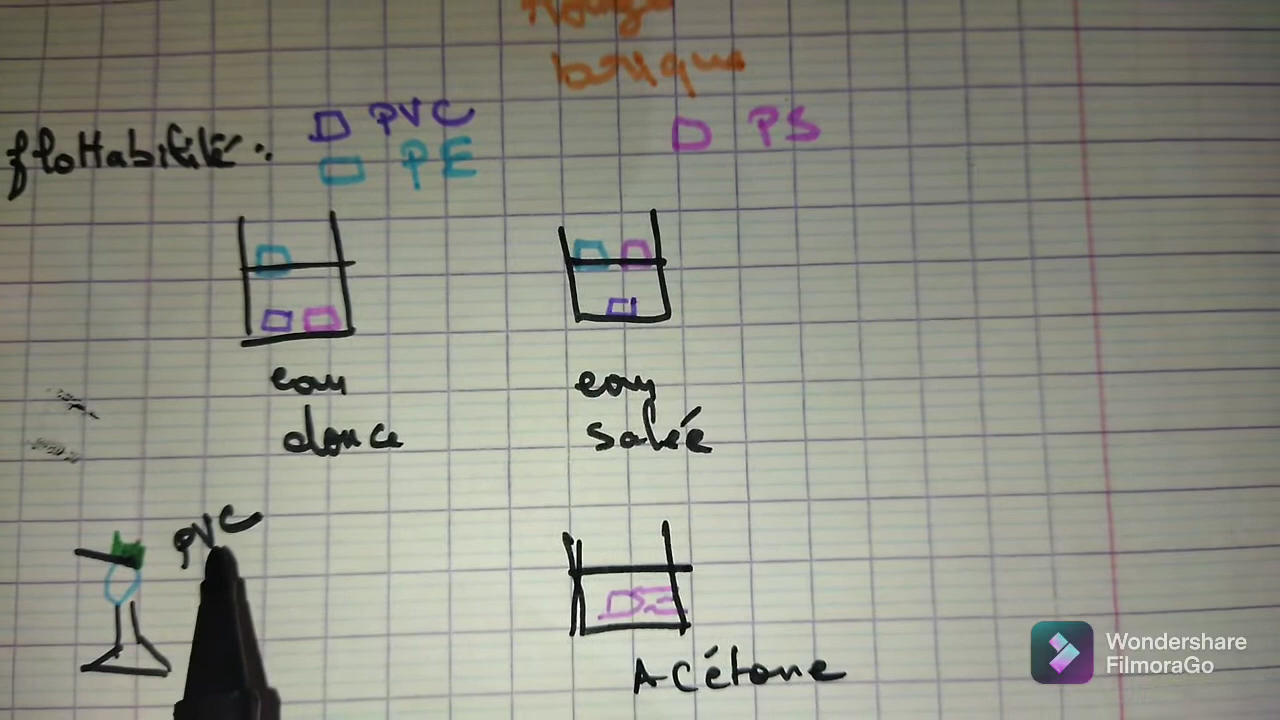 Rouge
brique
flottabilité: PVC PS
PE
eau eau
douce salée
PVC
Acétone
Wondershare
FilmoraGo